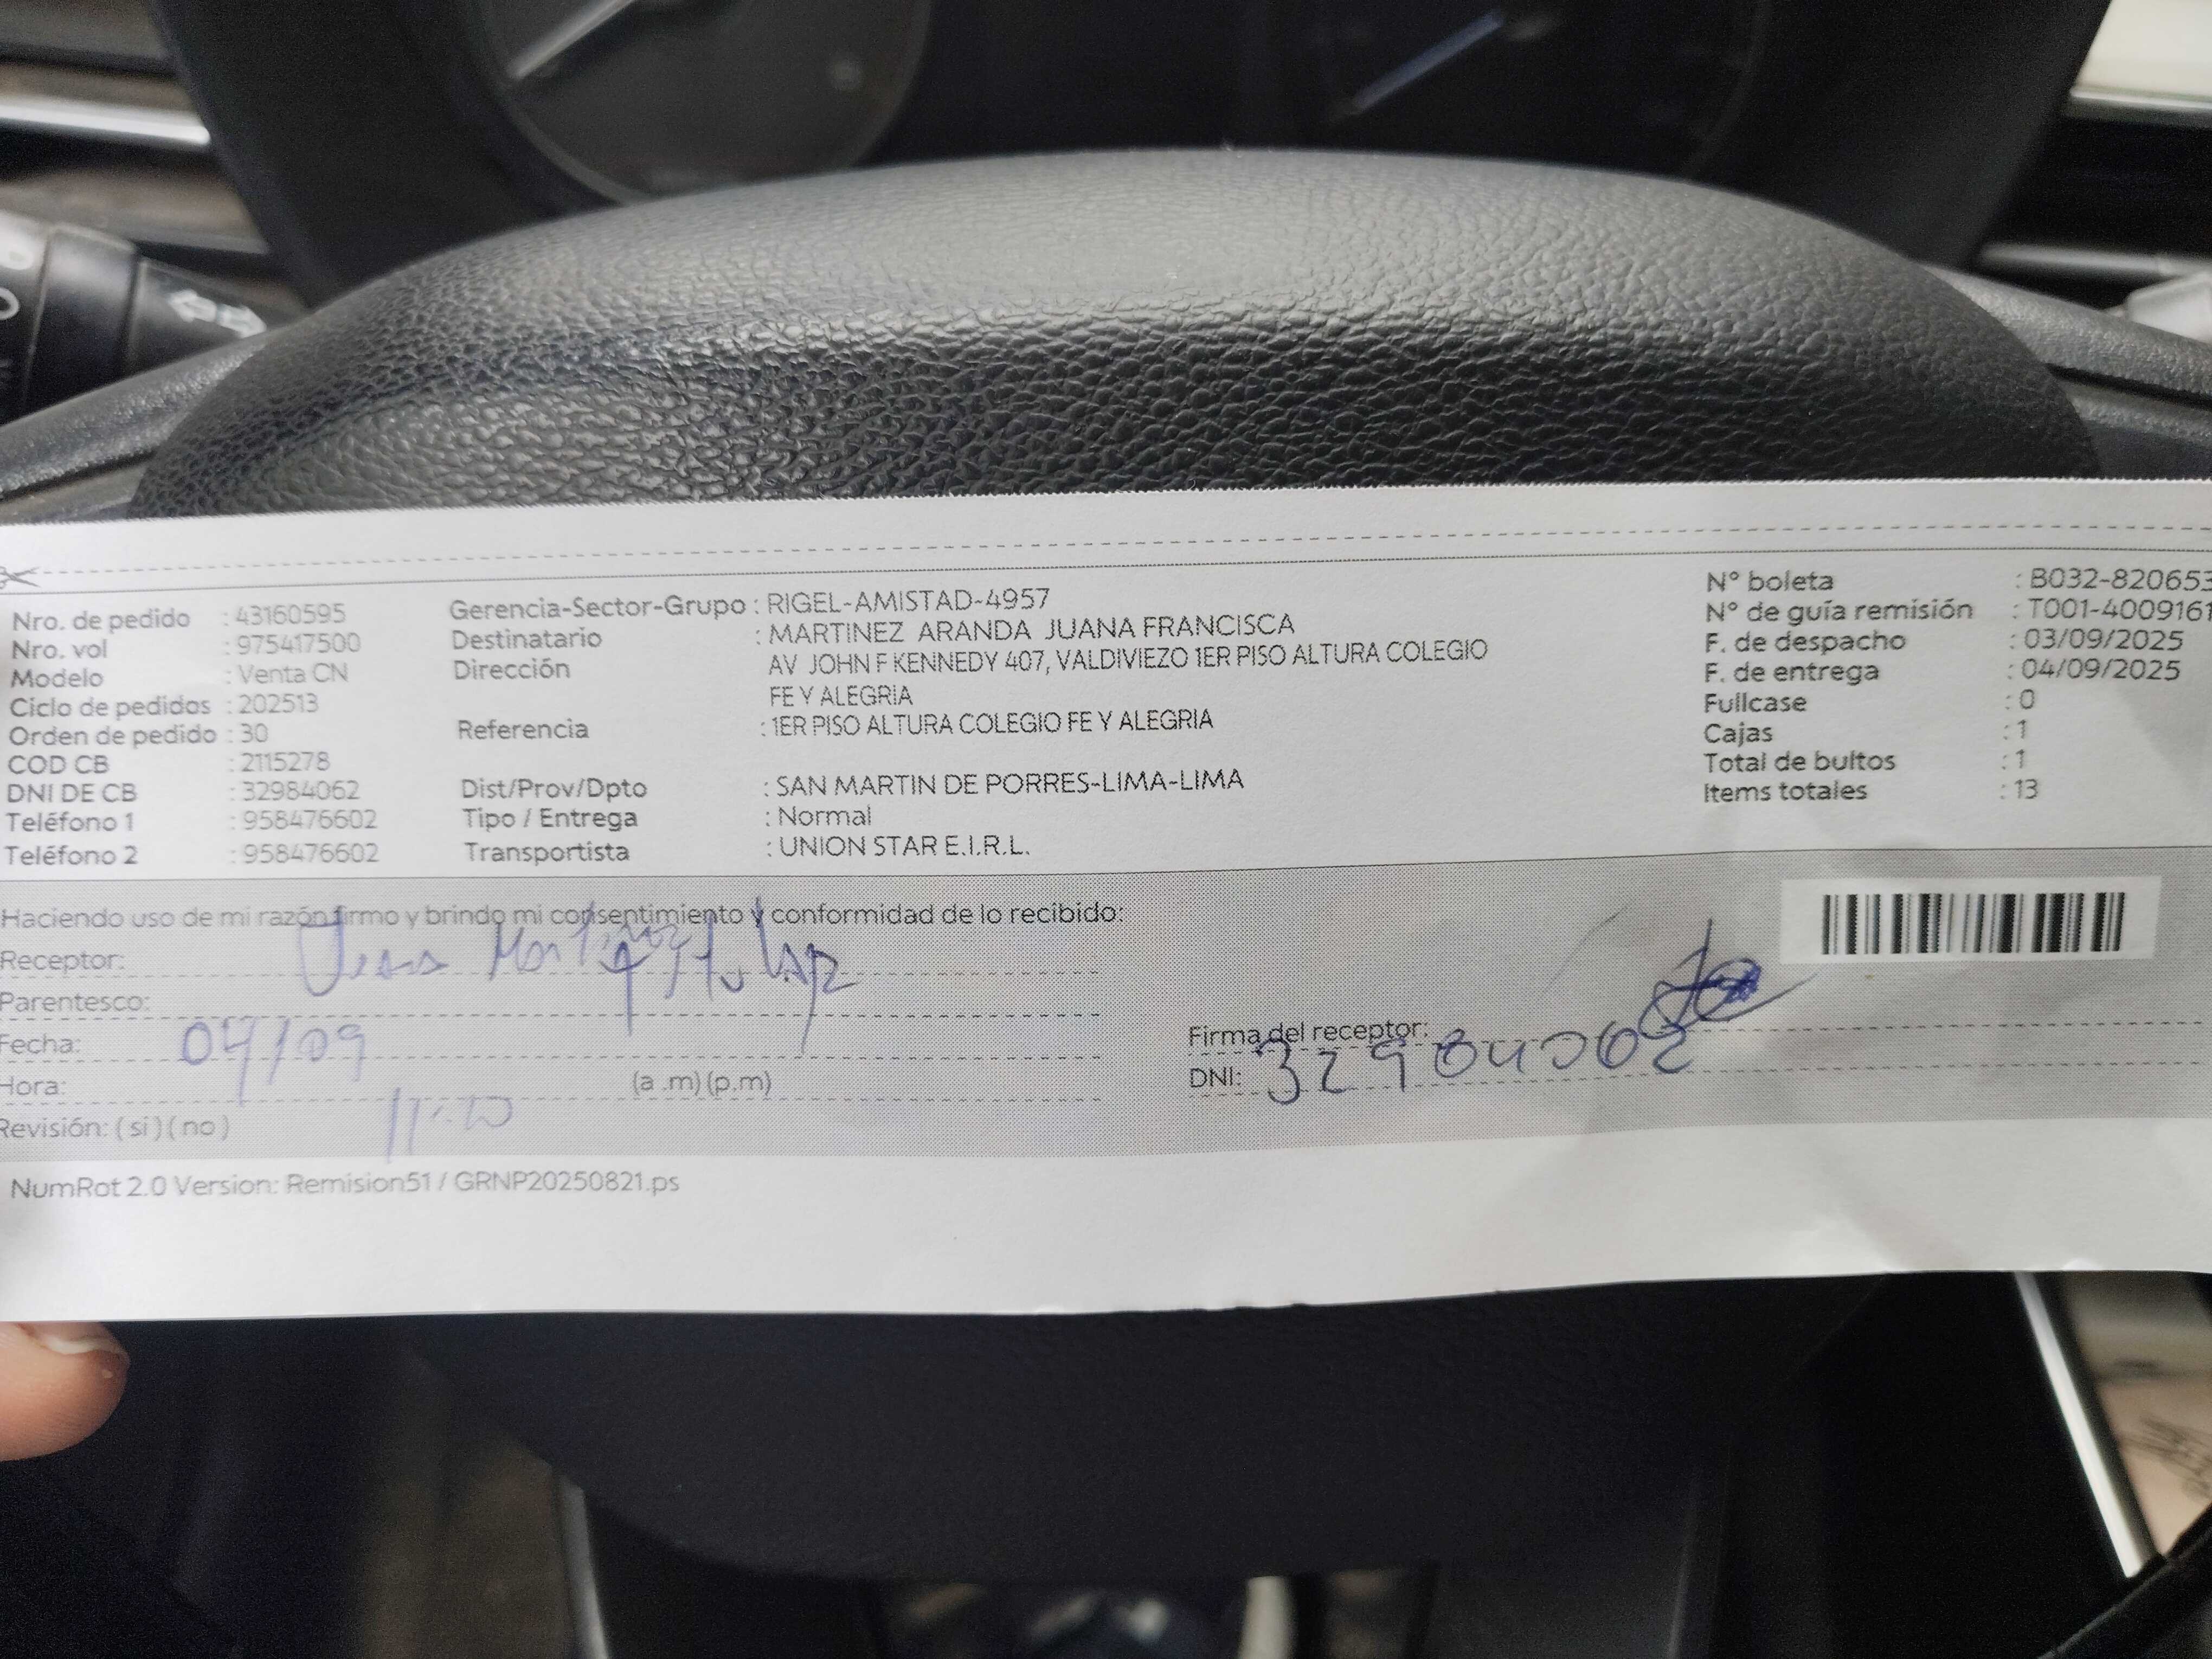 Nro. de pedido : 43160595
Nro. vol : 975417500
Modelo : Venta CN
Ciclo de pedidos : 202513
Orden de pedido : 30
COD CB : 2115278
DNI DE CB : 32984062
Teléfono 1 : 958476602
Teléfono 2 : 958476602
Gerencia-Sector-Grupo : RIGEL-AMISTAD-4957
Destinatario : MARTINEZ ARANDA JUANA FRANCISCA
Dirección AV JOHN F KENNEDY 407, VALDIVIEZO 1ER PISO ALTURA COLEGIO
FE Y ALEGRIA
Referencia : 1ER PISO ALTURA COLEGIO FE Y ALEGRIA
Dist/Prov/Dpto : SAN MARTIN DE PORRES-LIMA-LIMA
Tipo / Entrega : Normal
Transportista : UNION STAR E.I.R.L.
N° boleta : B032-820653
N° de guía remisión : T001-4009161
F. de despacho : 03/09/2025
F. de entrega : 04/09/2025
Fullcase : 0
Cajas : 1
Total de bultos : 1
Items totales : 13
Haciendo uso de mi razón firmo y brindo mi consentimiento y conformidad de lo recibido:
Receptor:
Parentesco:
Fecha: 04/09
Hora: (a .m) (p.m)
Revisión: ( si ) ( no )
Firma del receptor:
DNI: 32984062
NumRot 2.0 Version: Remision51 / GRNP20250821.ps